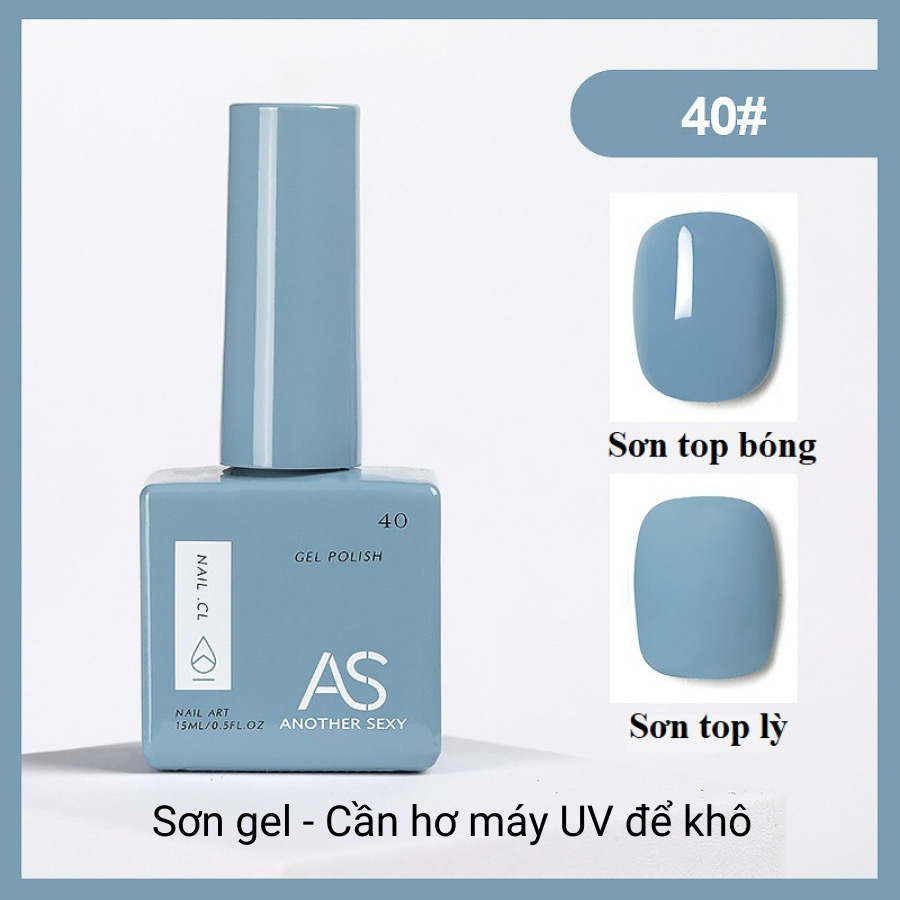 40#
Sơn top bóng
Sơn top lỳ
40
GEL POLISH
NAIL .CL
AS
NAIL ART
15ML/0.5FL.OZ
ANOTHER SEXY
Sơn gel - Cần hơ máy UV để khô